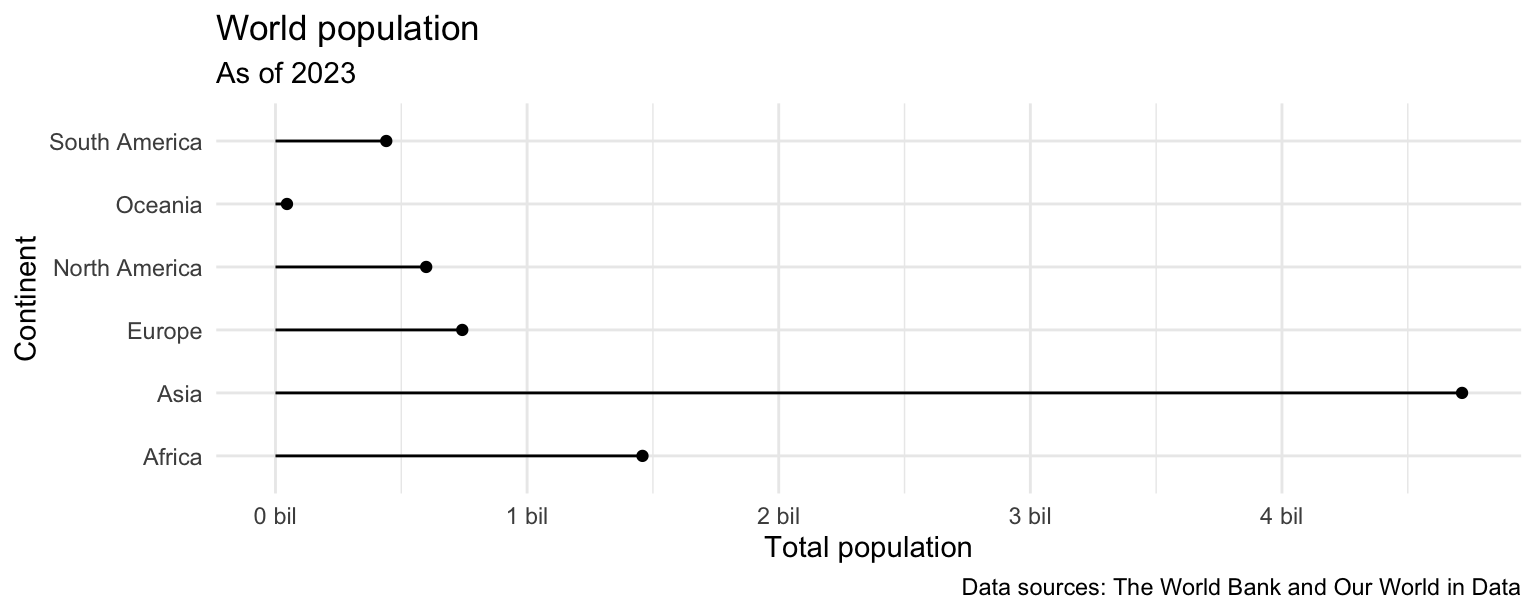 World population
As of 2023
South America
Oceania
North America
Europe
Asia
Africa
Continent
0 bil 1 bil 2 bil 3 bil 4 bil
Total population
Data sources: The World Bank and Our World in Data